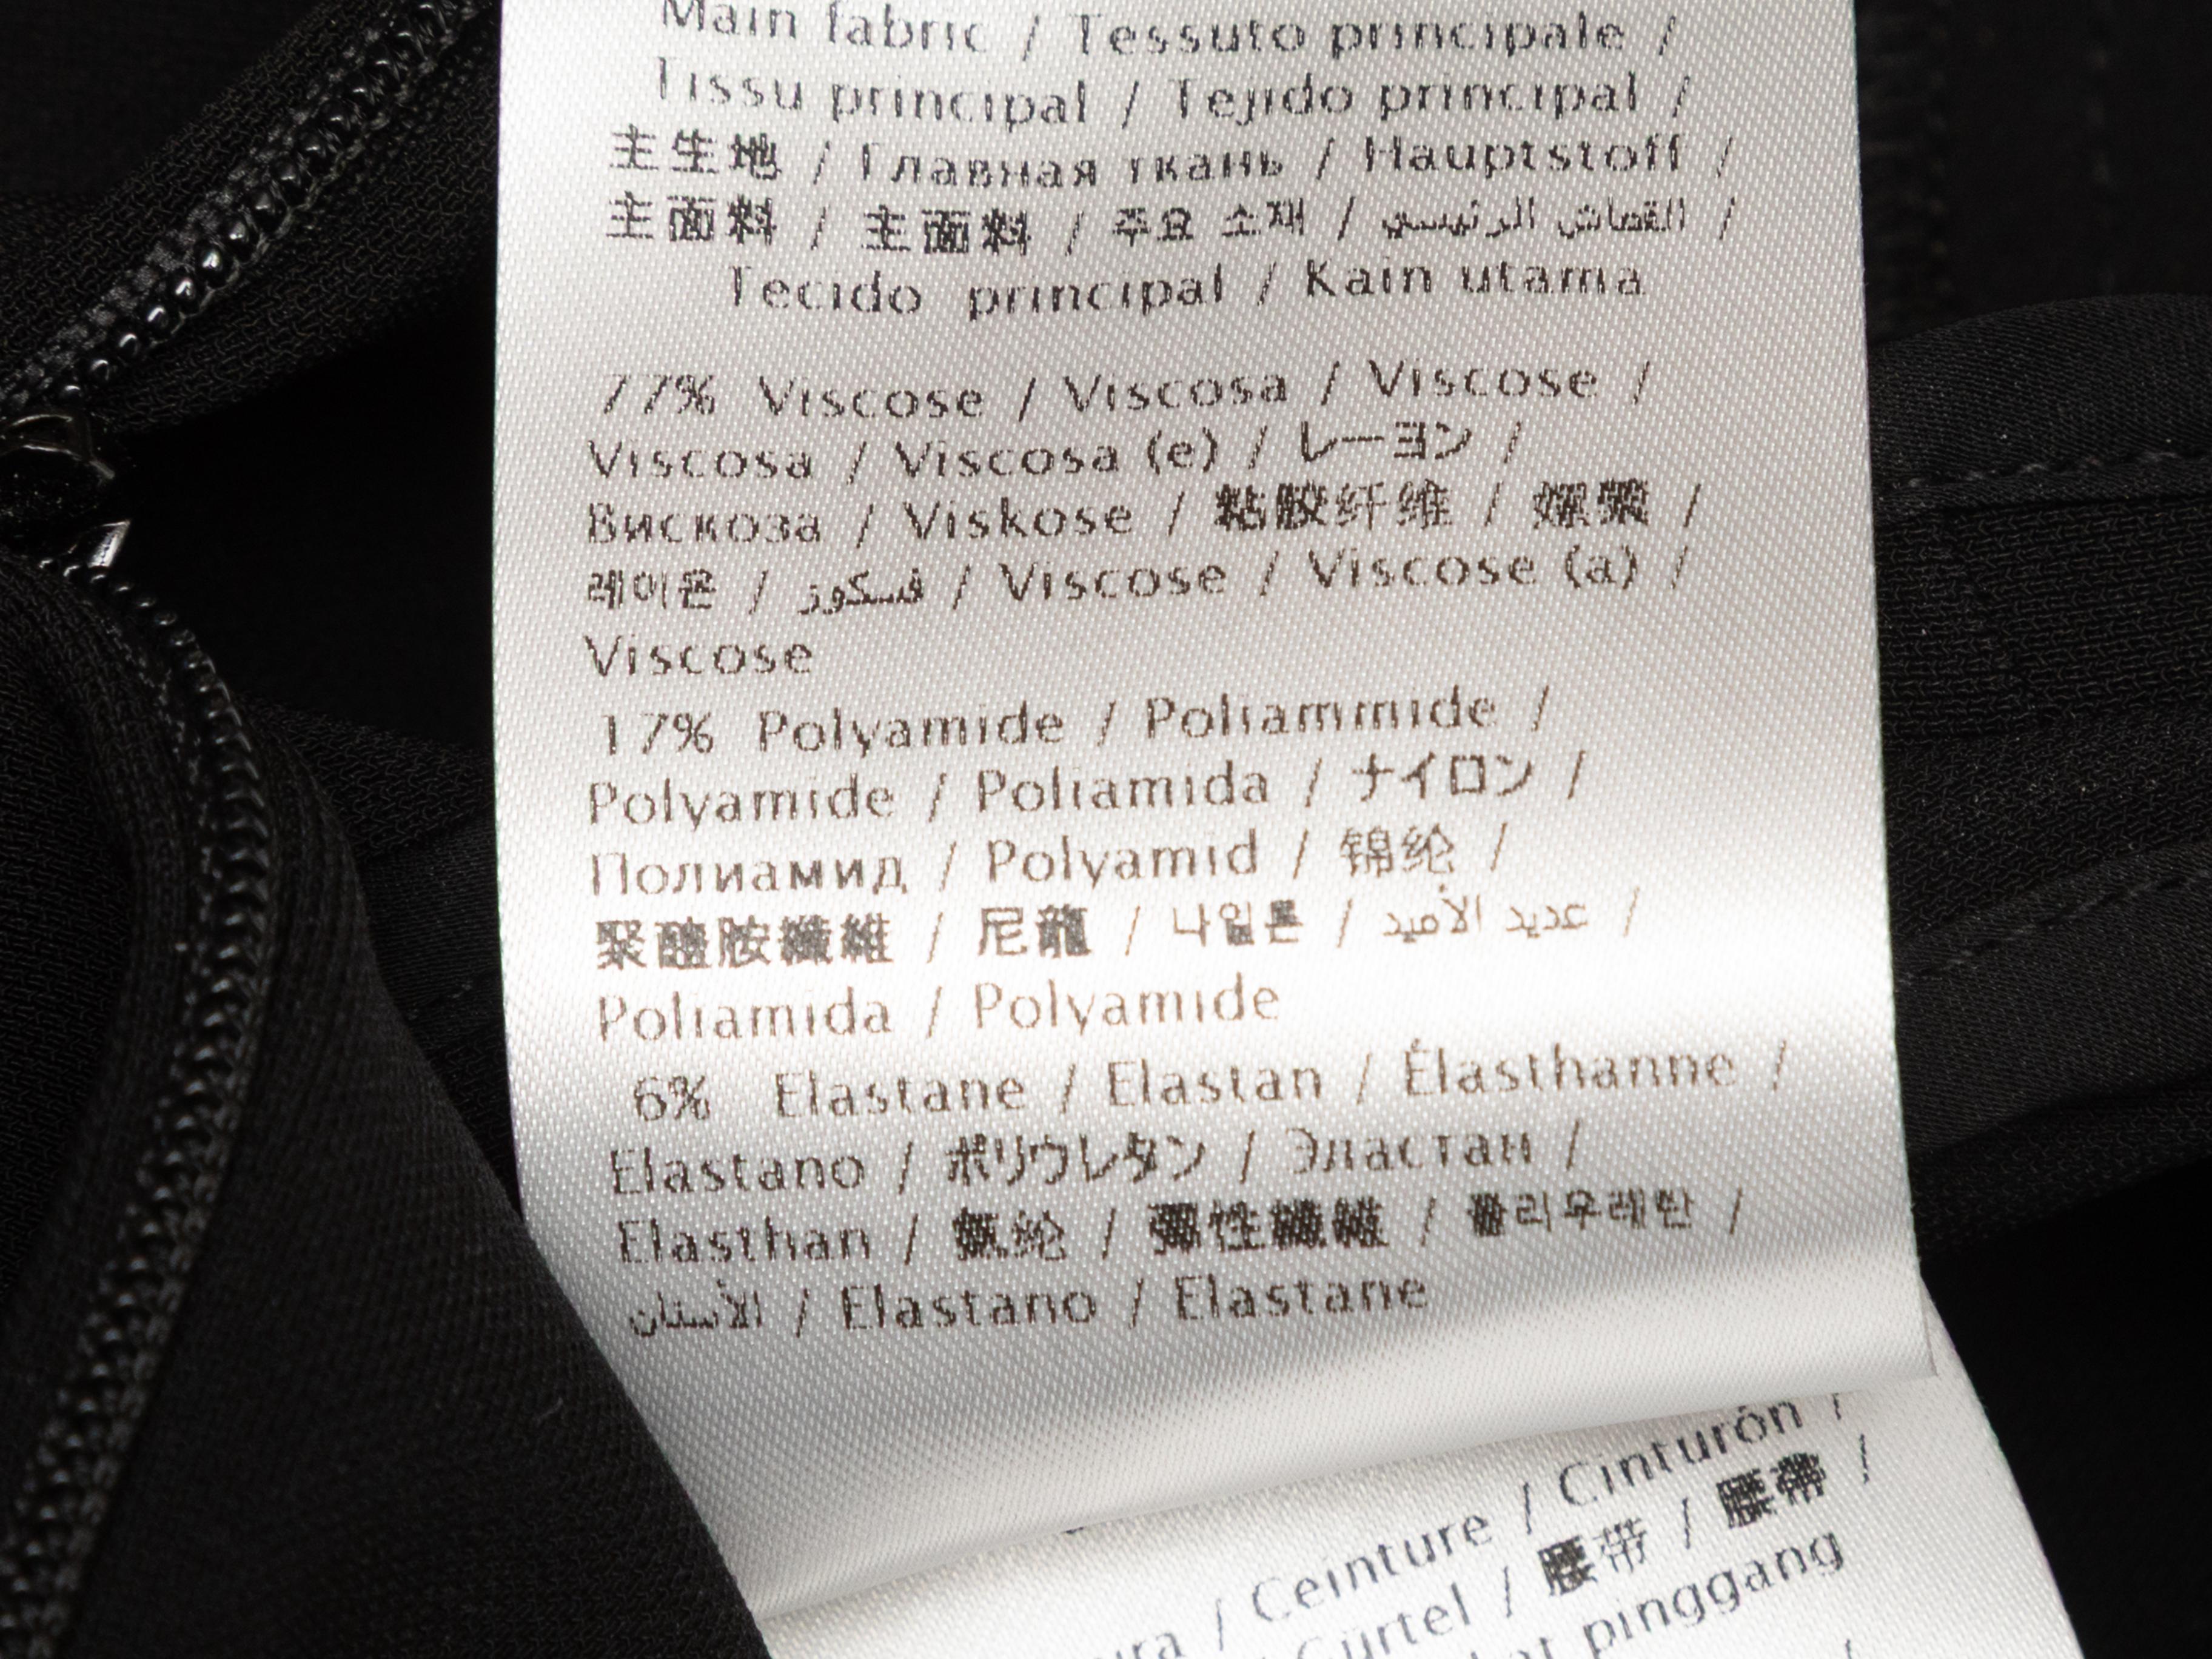 Main fabric / Tessuto principale /
Tissu principal / Tejido principal /
主生地 / Главная ткань / Hauptstoff /
主面料 / 主面料 / 주요 소재 / القماش الرئيسي /
Tecido principal / Kain utama
77% Viscose / Viscosa / Viscose /
Viscosa / Viscosa (e) / レーヨン /
Вискоза / Viskose / 粘胶纤维 / 嫘縈 /
레이온 / فسكوز / Viscose / Viscose (a) /
Viscose
17% Polyamide / Poliammide /
Polyamide / Poliamida / ナイロン /
Полиамид / Polyamid / 锦纶 /
聚醯胺纖維 / 尼龍 / 나일론 / عديد الأميد /
Poliamida / Polyamide
6% Elastane / Elastan / Élasthanne /
Elastano / ポリウレタン / Эластан /
Elasthan / 氨纶 / 彈性纖維 / 폴리우레탄 /
الأستان / Elastano / Elastane
/ Ceinture / Cinturón /
Gürtel / 腰带 / 腰帶 /
pinggang